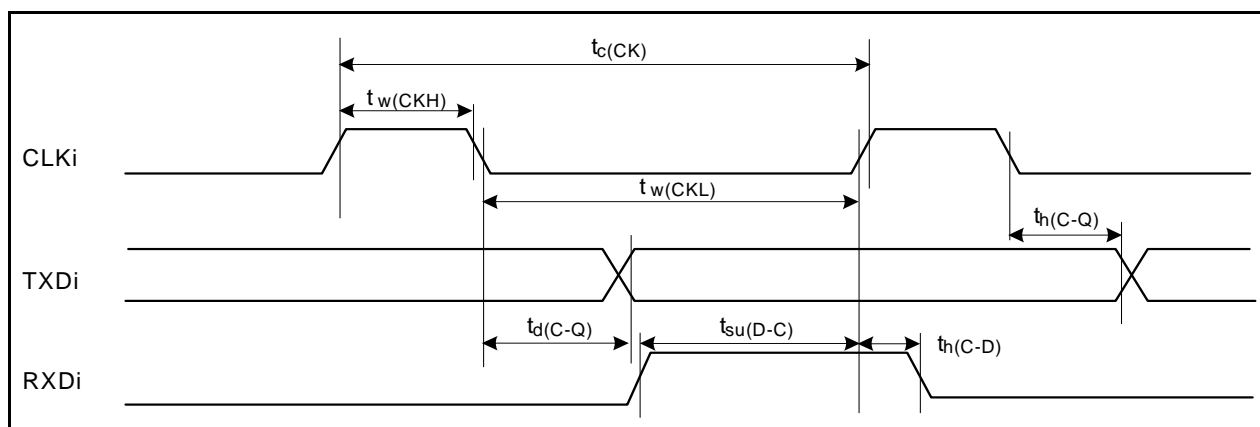 tc(CK)
tw(CKH)
CLKi
tw(CKL)
th(C-Q)
TXDi
td(C-Q)
tsu(D-C)
th(C-D)
RXDi